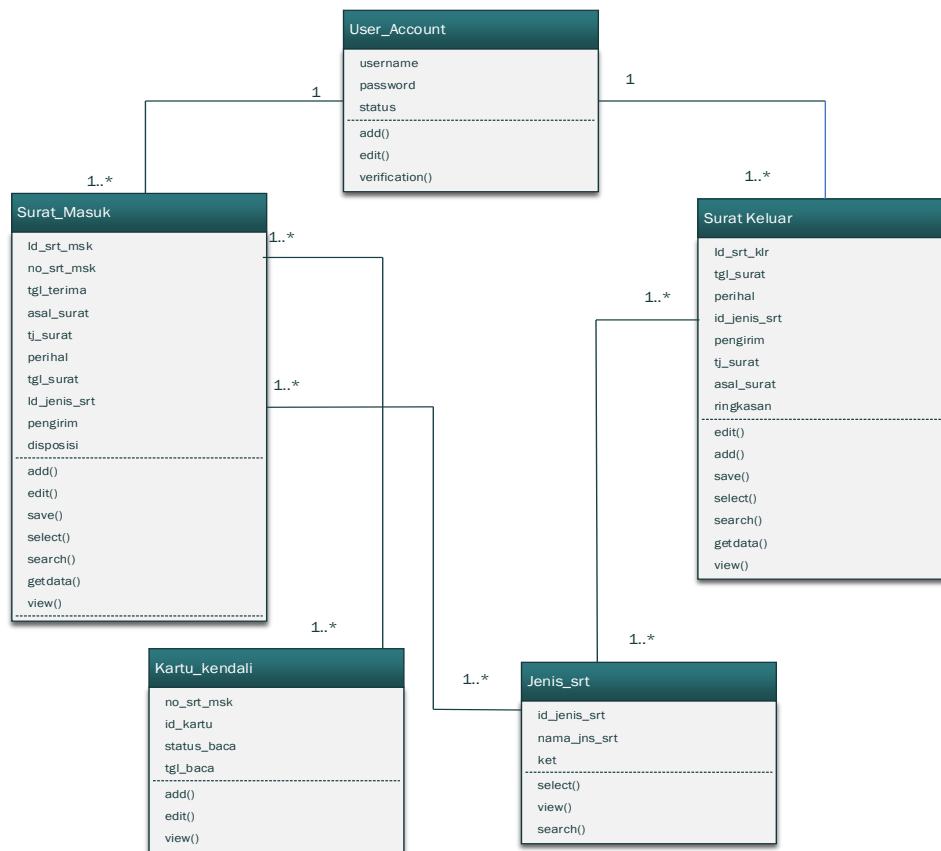 User_Account
username
password
status
add()
edit()
verification()
1
1
1..*
1..*
Surat_Masuk
Id_srt_msk
no_srt_msk
tgl_terima
asal_surat
tj_surat
perihal
tgl_surat
Id_jenis_srt
pengirim
disposisi
add()
edit()
save()
select()
search()
getdata()
view()
1..*
1..*
Surat Keluar
Id_srt_klr
tgl_surat
perihal
id_jenis_srt
pengirim
tj_surat
asal_surat
ringkasan
edit()
add()
save()
select()
search()
getdata()
view()
1..*
1..*
Kartu_kendali
no_srt_msk
id_kartu
status_baca
tgl_baca
add()
edit()
view()
1..*
1..*
Jenis_srt
id_jenis_srt
nama_jns_srt
ket
select()
view()
search()